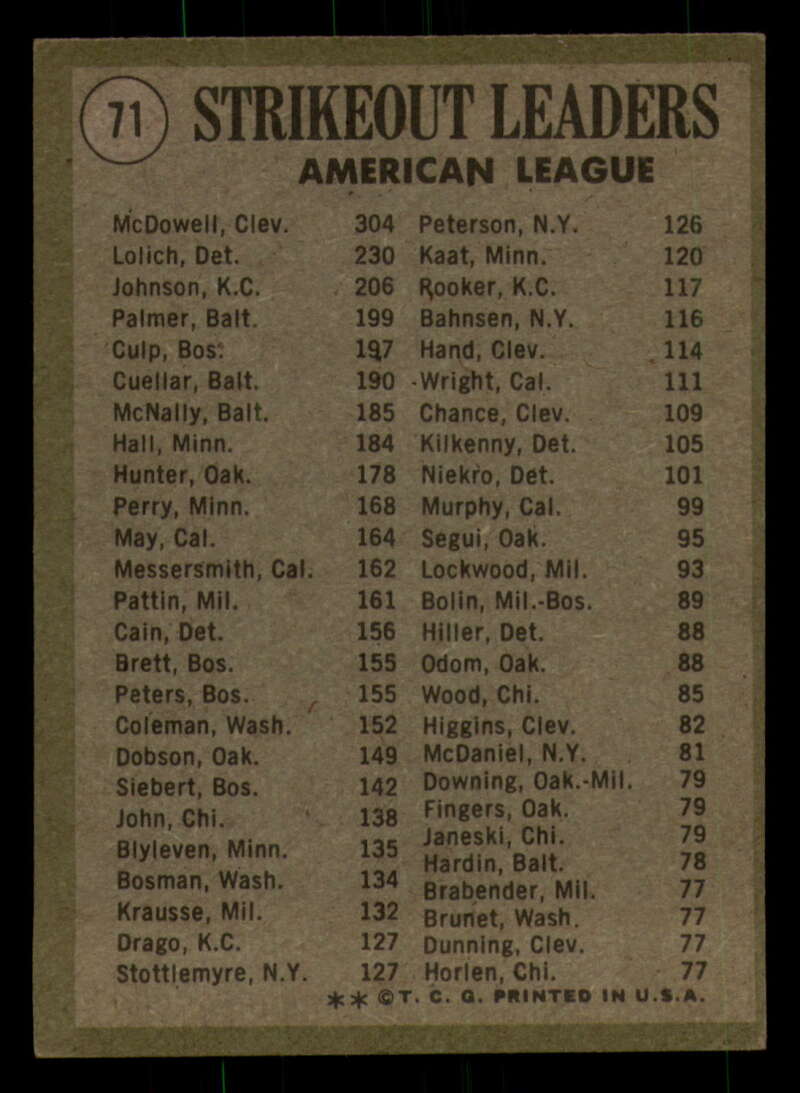 71 STRIKEOUT LEADERS
AMERICAN LEAGUE
McDowell, Clev. 304
Lolich, Det. 230
Johnson, K.C. 206
Palmer, Balt. 199
Culp, Bos. 197
Cuellar, Balt. 190
McNally, Balt. 185
Hall, Minn. 184
Hunter, Oak. 178
Perry, Minn. 168
May, Cal. 164
Messersmith, Cal. 162
Pattin, Mil. 161
Cain, Det. 156
Brett, Bos. 155
Peters, Bos. 155
Coleman, Wash. 152
Dobson, Oak. 149
Siebert, Bos. 142
John, Chi. 138
Blyleven, Minn. 135
Bosman, Wash. 134
Krausse, Mil. 132
Drago, K.C. 127
Stottlemyre, N.Y. 127
Peterson, N.Y. 126
Kaat, Minn. 120
Rooker, K.C. 117
Bahnsen, N.Y. 116
Hand, Clev. 114
Wright, Cal. 111
Chance, Clev. 109
Kilkenny, Det. 105
Niekro, Det. 101
Murphy, Cal. 99
Segui, Oak. 95
Lockwood, Mil. 93
Bolin, Mil.-Bos. 89
Hiller, Det. 88
Odom, Oak. 88
Wood, Chi. 85
Higgins, Clev. 82
McDaniel, N.Y. 81
Downing, Oak.-Mil. 79
Fingers, Oak. 79
Janeski, Chi. 79
Hardin, Balt. 78
Brabender, Mil. 77
Brunet, Wash. 77
Dunning, Clev. 77
Horlen, Chi. 77
** ©T. C. G. PRINTED IN U.S.A.